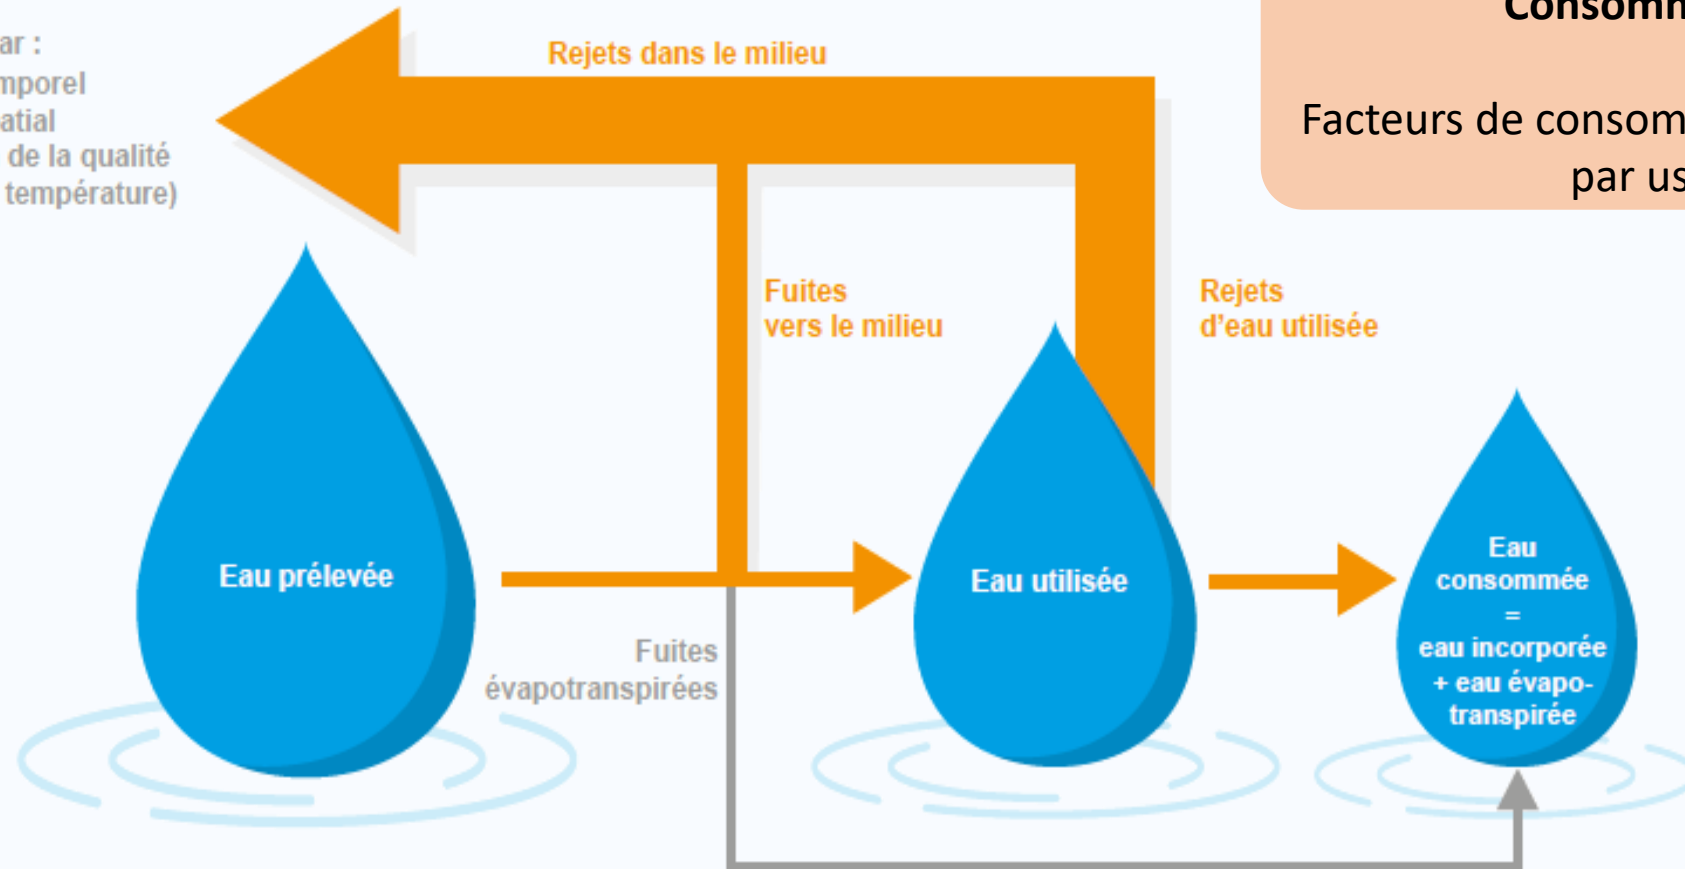 ar :
mporel
atial
de la qualité
température)
Rejets dans le milieu
Facteurs de consom
par us
Fuites
vers le milieu
Rejets
d'eau utilisée
Eau prélevée
Eau utilisée
Eau
consommée
=
eau incorporée
+ eau évapo-
transpirée
Fuites
évapotranspirées